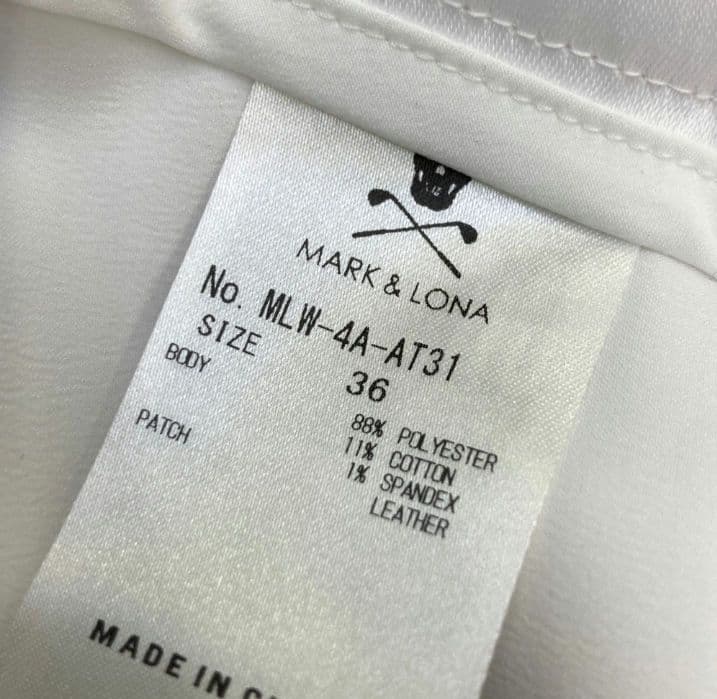 MARK & LONA
No. MLW-4A-AT31
SIZE 36
BODY 88% POLYESTER
11% COTTON
1% SPANDEX
PATCH LEATHER
MADE IN